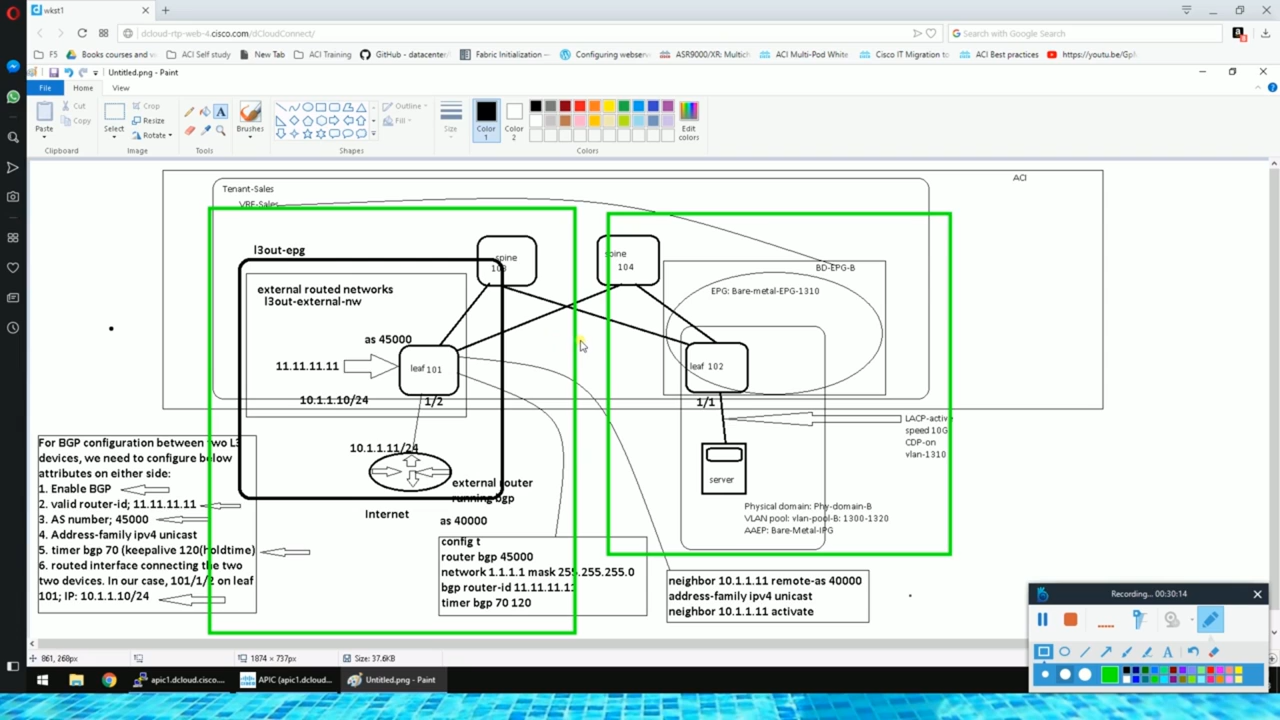 wkst1
dcloud-rtp-web-4.cisco.com/dCloudConnect/
Search with Google Search
F5
Books courses and
ACI Self study
New Tab
ACI Training
GitHub - datacenter/
Fabric Initialization –
Configuring webser
ASR9000/XR: Multich
ACI Multi-Pod White
Cisco IT Migration to
ACI Best practices
https://youtu.be/Gph
Untitled.png - Paint
File
Home
View
Paste
Cut
Copy
Clipboard
Select
Crop
Resize
Rotate
Image
Tools
Brushes
Shapes
Outline
Fill
Size
Color 1
Color 2
Edit colors
Colors
ACI
Tenant-Sales
VRF-Sales
l3out-epg
external routed networks
l3out-external-nw
as 45000
11.11.11.11
leaf 101
10.1.1.10/24
1/2
10.1.1.11/24
external router
running bgp
Internet
as 40000
spine
103
spine
104
BD-EPG-B
EPG: Bare-metal-EPG-1310
leaf 102
1/1
LACP-active
speed 10G
CDP-on
vlan-1310
server
Physical domain: Phy-domain-B
VLAN pool: vlan-pool-B: 1300-1320
AAEP: Bare-Metal-IPG
For BGP configuration between two L3
devices, we need to configure below
attributes on either side:
1. Enable BGP
2. valid router-id; 11.11.11.11
3. AS number; 45000
4. Address-family ipv4 unicast
5. timer bgp 70 (keepalive 120(holdtime)
6. routed interface connecting the two
two devices. In our case, 101/1/2 on leaf
101; IP: 10.1.1.10/24
config t
router bgp 45000
network 1.1.1.1 mask 255.255.255.0
bgp router-id 11.11.11.11
timer bgp 70 120
neighbor 10.1.1.11 remote-as 40000
address-family ipv4 unicast
neighbor 10.1.1.11 activate
Recording... 00:30:14
861, 268px
1874 × 737px
Size: 37.6KB
apic1.dcloud.cisco....
APIC (apic1.dcloud...
Untitled.png - Paint